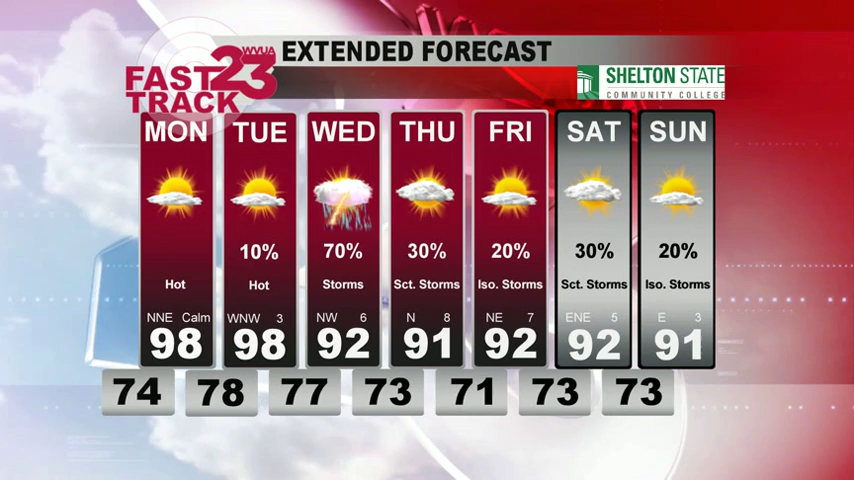 WVUA
23
FAST
TRACK
EXTENDED FORECAST
SHELTON STATE
COMMUNITY COLLEGE
MON TUE WED THU FRI SAT SUN
10% 70% 30% 20% 30% 20%
Hot Hot Storms Sct. Storms Iso. Storms Sct. Storms Iso. Storms
NNE Calm WNW 3 NW 6 N 8 NE 7 ENE 5 E 3
98 98 92 91 92 92 91
74 78 77 73 71 73 73